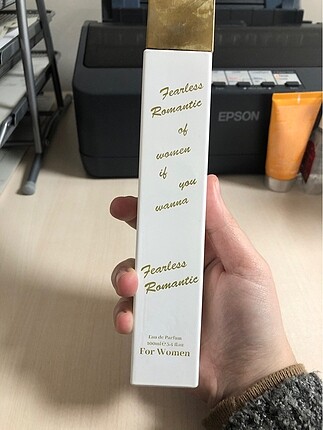 Fearless
Romantic
of
women
if
you
wanna
Fearless
Romantic
Eau de Parfum
100ml e 3.4 fl.oz
For Women
EPSON